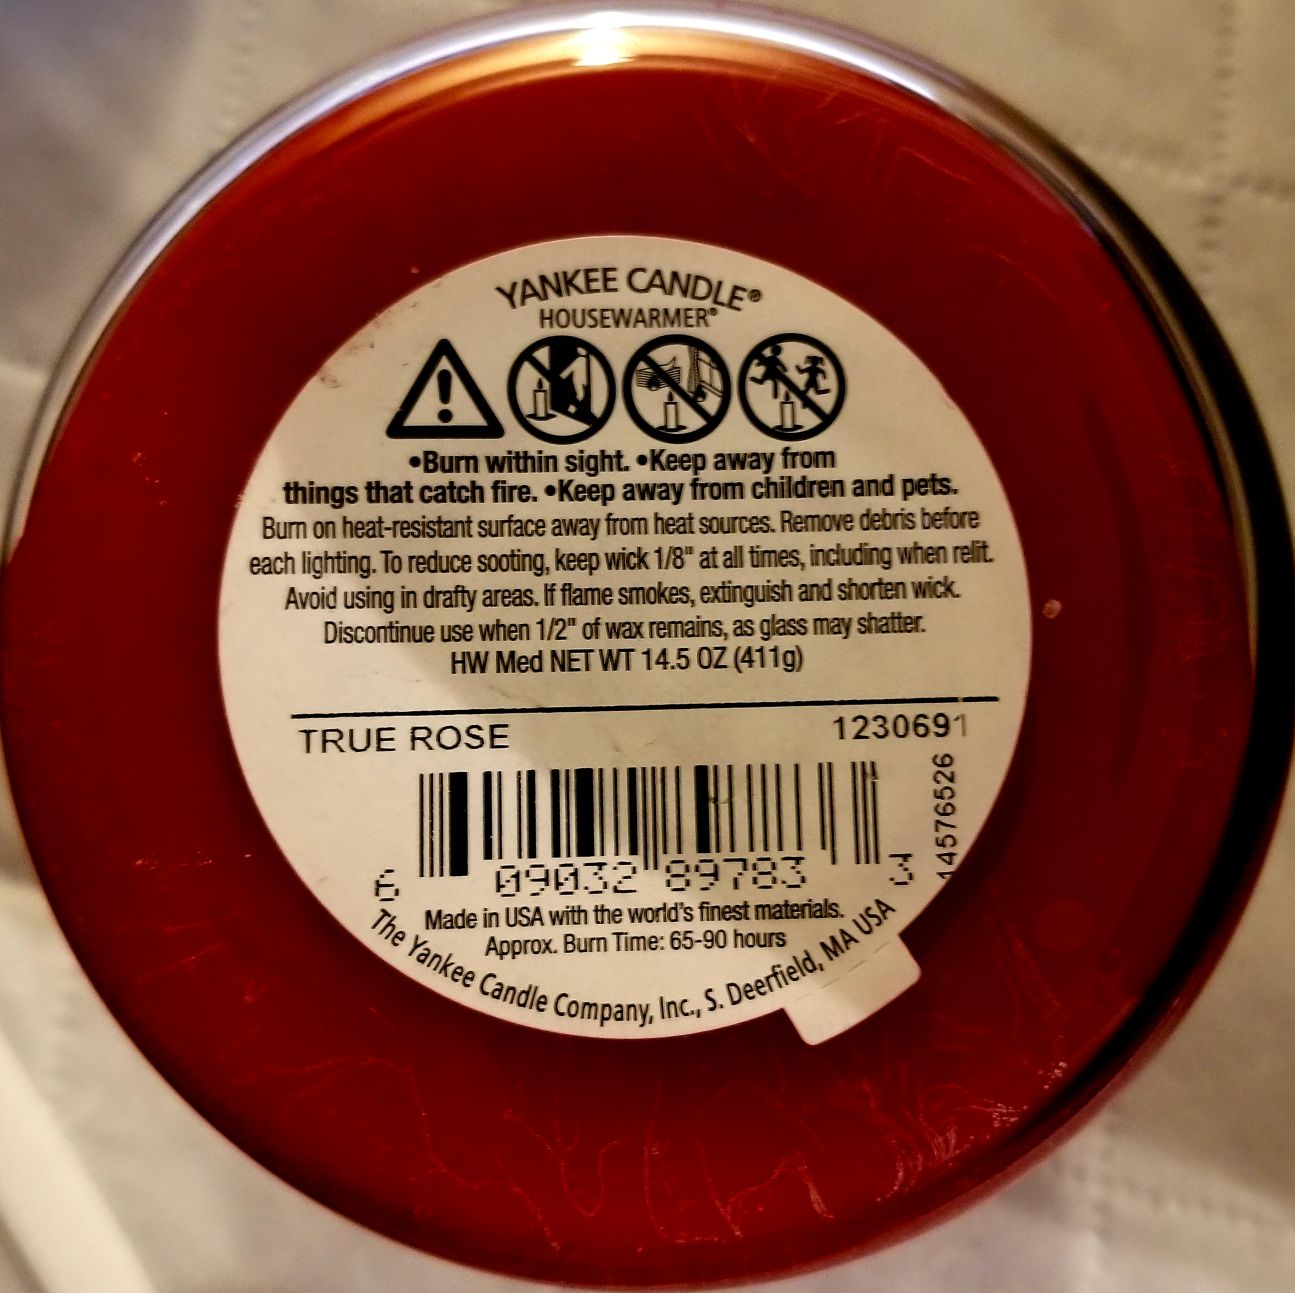 YANKEE CANDLE®
HOUSEWARMER®
•Burn within sight. •Keep away from
things that catch fire. •Keep away from children and pets.
Burn on heat-resistant surface away from heat sources. Remove debris before
each lighting. To reduce sooting, keep wick 1/8" at all times, including when relit.
Avoid using in drafty areas. If flame smokes, extinguish and shorten wick.
Discontinue use when 1/2" of wax remains, as glass may shatter.
HW Med NET WT 14.5 OZ (411g)
TRUE ROSE 1230691
14576526
6 09032 89783 3
Made in USA with the world's finest materials.
Approx. Burn Time: 65-90 hours
The Yankee Candle Company, Inc., S. Deerfield, MA USA